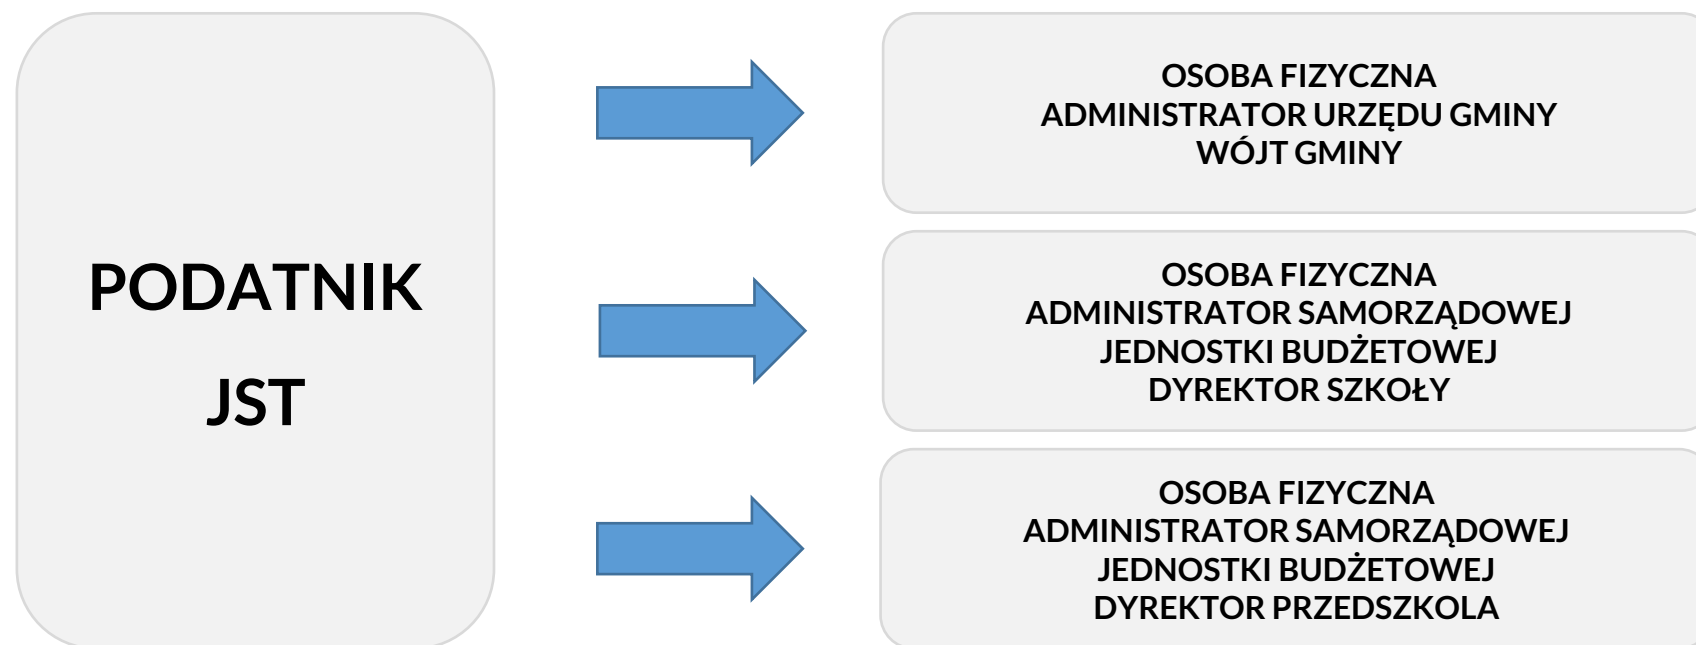 PODATNIK
JST
OSOBA FIZYCZNA
ADMINISTRATOR URZĘDU GMINY
WÓJT GMINY
OSOBA FIZYCZNA
ADMINISTRATOR SAMORZĄDOWEJ
JEDNOSTKI BUDŻETOWEJ
DYREKTOR SZKOŁY
OSOBA FIZYCZNA
ADMINISTRATOR SAMORZĄDOWEJ
JEDNOSTKI BUDŻETOWEJ
DYREKTOR PRZEDSZKOLA